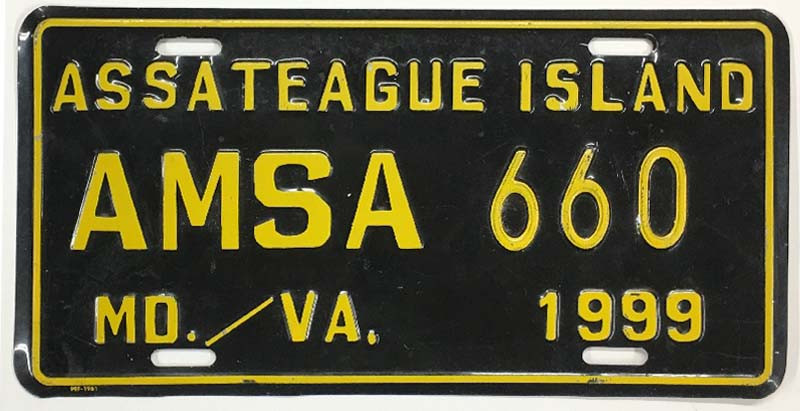 ASSATEAGUE ISLAND
AMSA 660
MD./VA. 1999